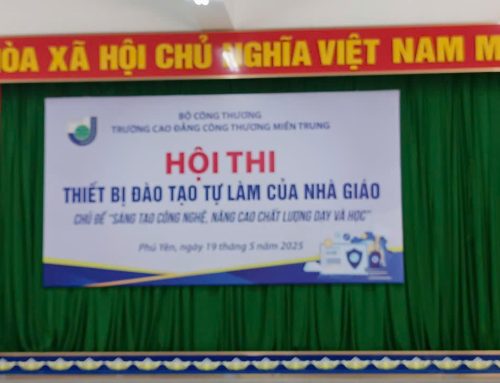 HÒA XÃ HỘI CHỦ NGHĨA VIỆT NAM M
BỘ CÔNG THƯƠNG
TRƯỜNG CAO ĐẲNG CÔNG THƯƠNG MIỀN TRUNG
HỘI THI
THIẾT BỊ ĐÀO TẠO TỰ LÀM CỦA NHÀ GIÁO
CHỦ ĐỀ "SÁNG TẠO CÔNG NGHỆ, NÂNG CAO CHẤT LƯỢNG DẠY VÀ HỌC"
Phú Yên, ngày 19 tháng 5 năm 2025